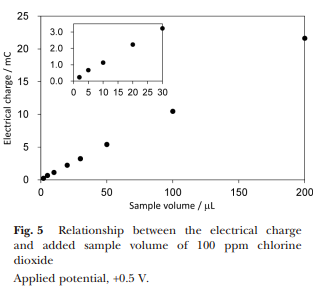 25
20
15
10
5
0
Electrical charge / mC
3.0
2.0
1.0
0.0
0 5 10 15 20 25 30
0 50 100 150 200
Sample volume / μL
Fig. 5 Relationship between the electrical charge
and added sample volume of 100 ppm chlorine
dioxide
Applied potential, +0.5 V.